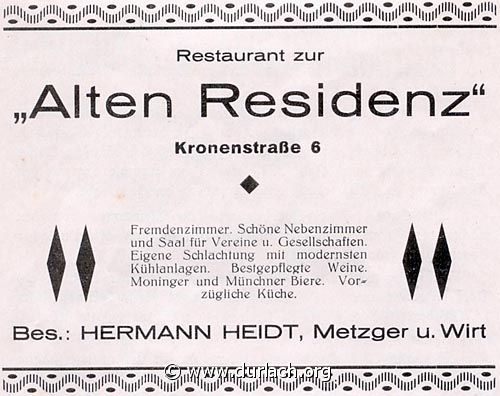 Restaurant zur
„Alten Residenz“
Kronenstraße 6
Fremdenzimmer. Schöne Nebenzimmer
und Saal für Vereine u. Gesellschaften.
Eigene Schlachtung mit modernsten
Kühlanlagen. Bestgepflegte Weine.
Moninger und Münchner Biere. Vor-
zügliche Küche.
Bes.: HERMANN HEIDT, Metzger u. Wirt
© www.durlach.org